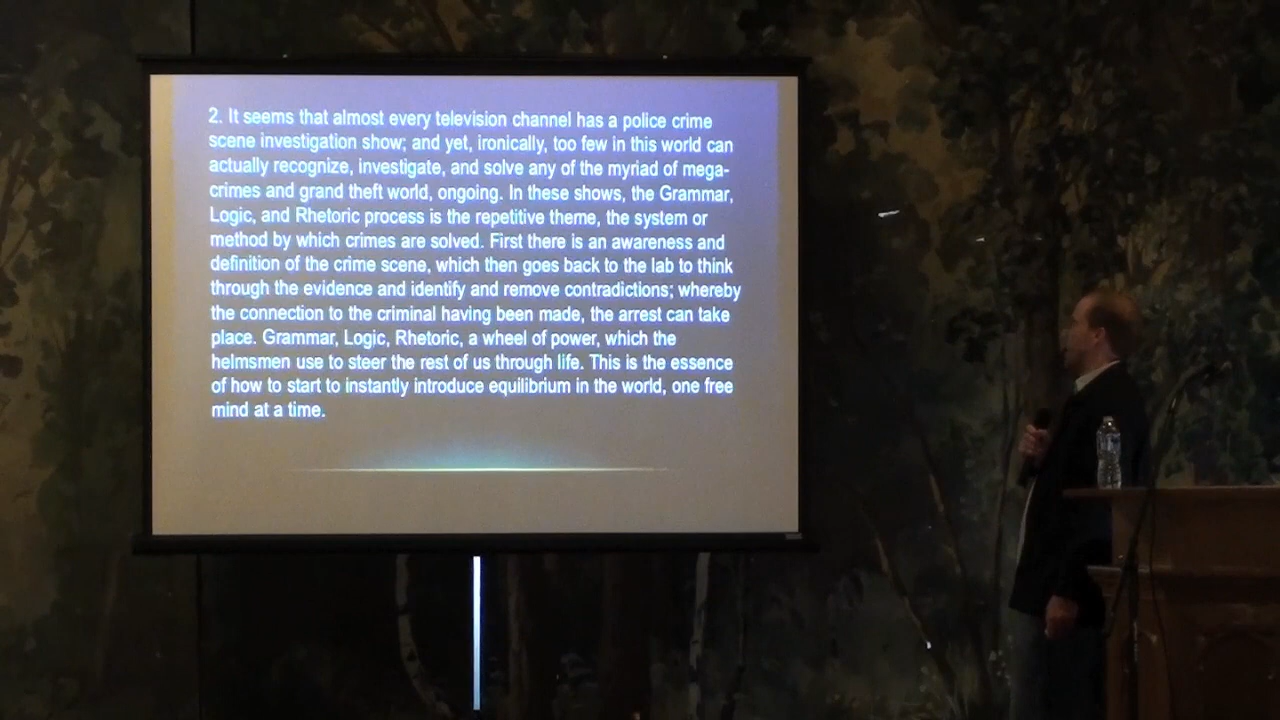 2. It seems that almost every television channel has a police crime
scene investigation show; and yet, ironically, too few in this world can
actually recognize, investigate, and solve any of the myriad of mega-
crimes and grand theft world, ongoing. In these shows, the Grammar,
Logic, and Rhetoric process is the repetitive theme, the system or
method by which crimes are solved. First there is an awareness and
definition of the crime scene, which then goes back to the lab to think
through the evidence and identify and remove contradictions; whereby
the connection to the criminal having been made, the arrest can take
place. Grammar, Logic, Rhetoric, a wheel of power, which the
helmsmen use to steer the rest of us through life. This is the essence
of how to start to instantly introduce equilibrium in the world, one free
mind at a time.